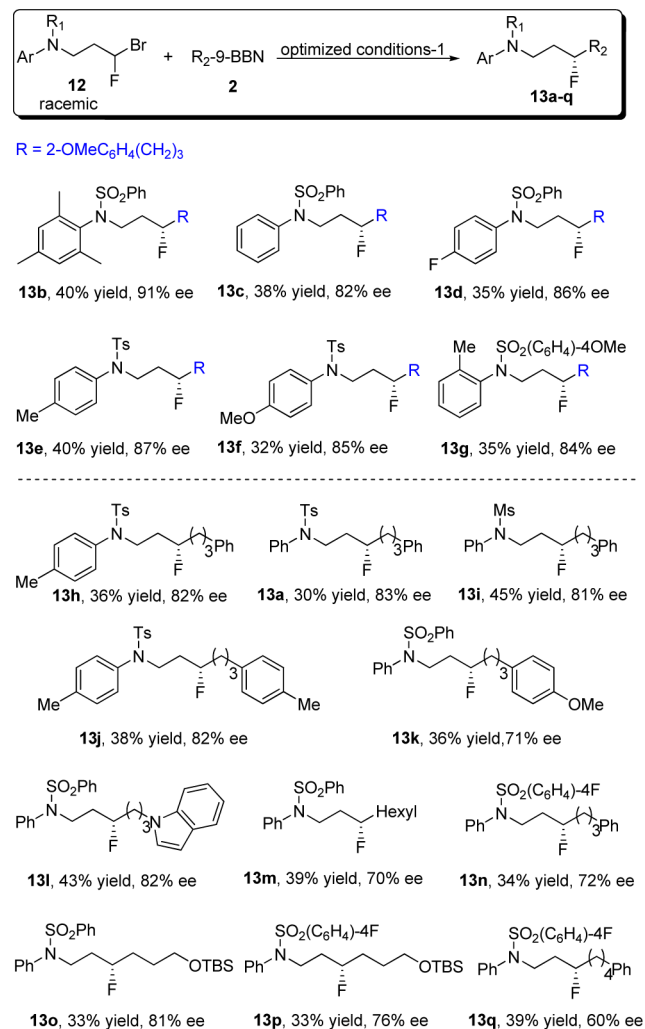 R1
N
Ar
Br
F
12
racemic
+
R2-9-BBN
2
optimized conditions-1
R1
N
Ar
R2
F
13a-q
R = 2-OMeC6H4(CH2)3
SO2Ph
N
R
F
13b, 40% yield, 91% ee
SO2Ph
N
R
F
13c, 38% yield, 82% ee
SO2Ph
N
R
F
F
13d, 35% yield, 86% ee
Ts
N
R
F
Me
13e, 40% yield, 87% ee
Ts
N
R
F
MeO
13f, 32% yield, 85% ee
Me
SO2(C6H4)-4OMe
N
R
F
13g, 35% yield, 84% ee
Ts
N
( )3Ph
F
Me
13h, 36% yield, 82% ee
Ts
Ph N
( )3Ph
F
13a, 30% yield, 83% ee
Ms
Ph N
( )3Ph
F
13i, 45% yield, 81% ee
Ts
N
( )3
F
Me
Me
13j, 38% yield, 82% ee
SO2Ph
Ph N
( )3
F
OMe
13k, 36% yield,71% ee
SO2Ph
Ph N
( )3N
F
13l, 43% yield, 82% ee
SO2Ph
Ph N
Hexyl
F
13m, 39% yield, 70% ee
SO2(C6H4)-4F
Ph N
( )3Ph
F
13n, 34% yield, 72% ee
SO2Ph
Ph N
OTBS
F
13o, 33% yield, 81% ee
SO2(C6H4)-4F
Ph N
OTBS
F
13p, 33% yield, 76% ee
SO2(C6H4)-4F
Ph N
( )4Ph
F
13q, 39% yield, 60% ee